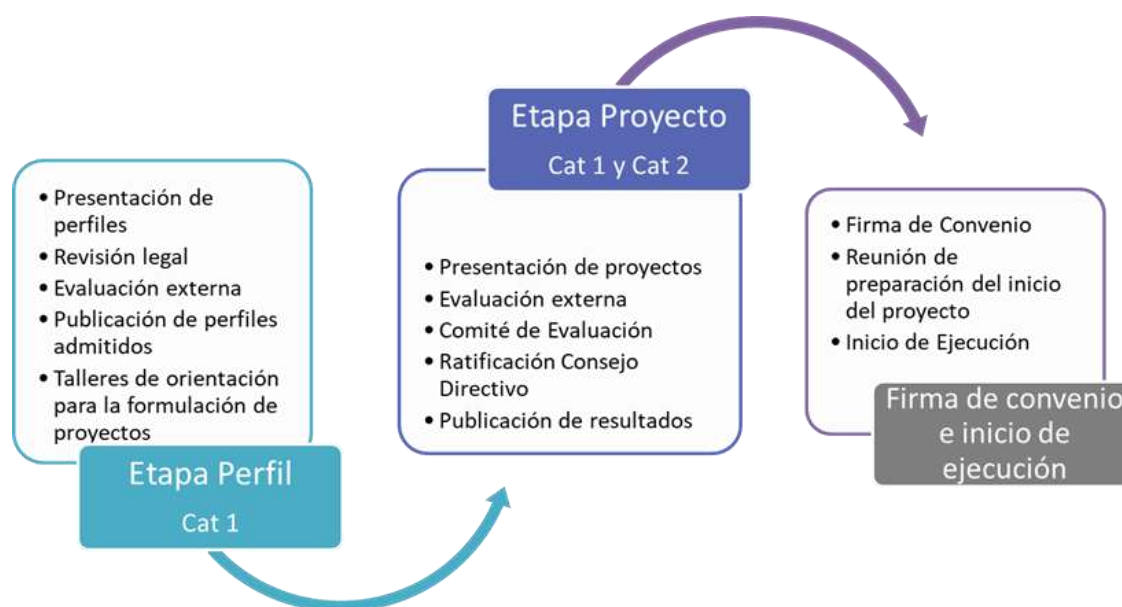 • Presentación de
perfiles
• Revisión legal
• Evaluación externa
• Publicación de perfiles
admitidos
• Talleres de orientación
para la formulación de
proyectos
Etapa Perfil
Cat 1
Etapa Proyecto
Cat 1 y Cat 2
• Presentación de proyectos
• Evaluación externa
• Comité de Evaluación
• Ratificación Consejo
Directivo
• Publicación de resultados
• Firma de Convenio
• Reunión de
preparación del inicio
del proyecto
• Inicio de Ejecución
Firma de convenio
e inicio de
ejecución